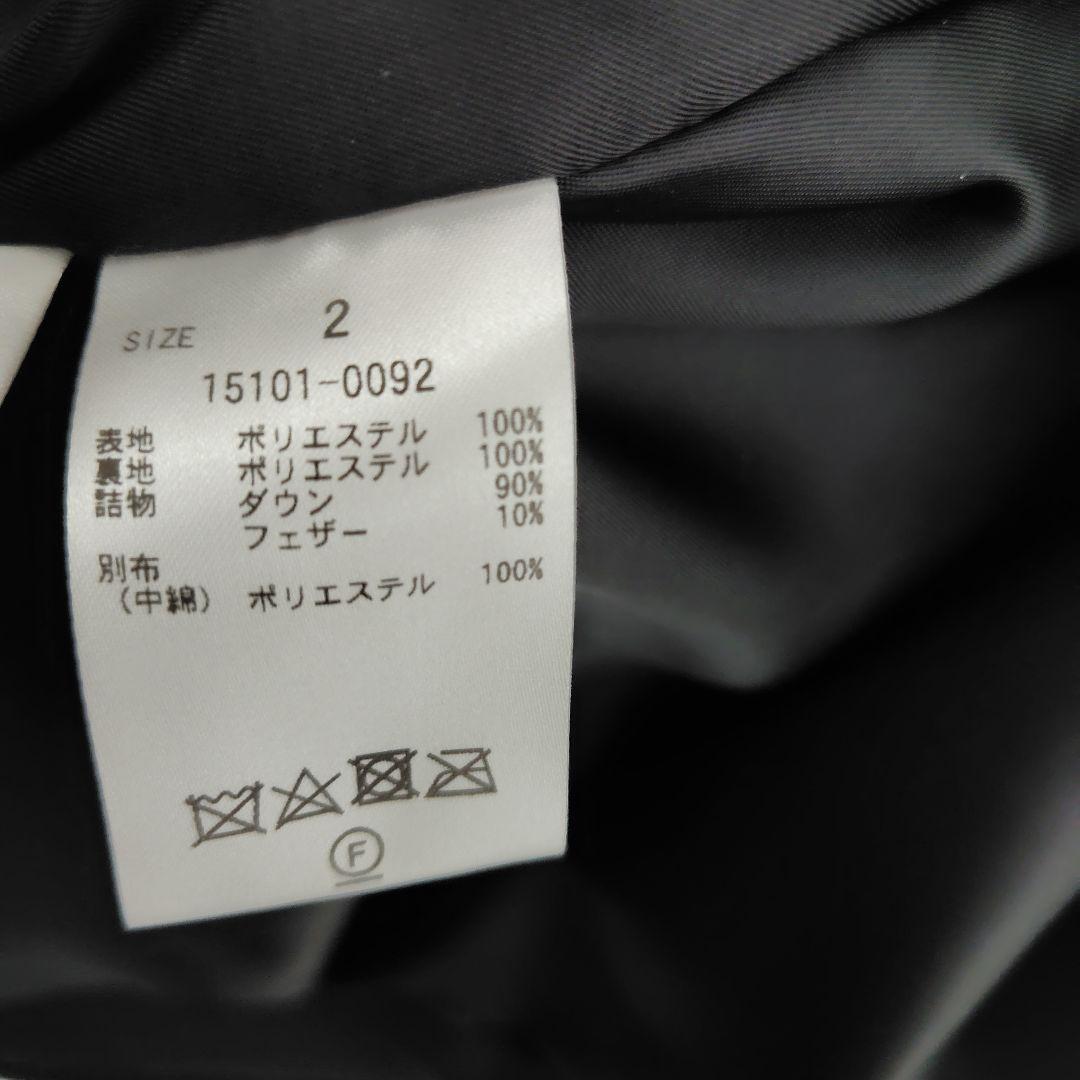 SIZE 2
15101-0092
表地 ポリエステル 100%
裏地 ポリエステル 100%
詰物 ダウン 90%
フェザー 10%
別布
(中綿) ポリエステル 100%
F